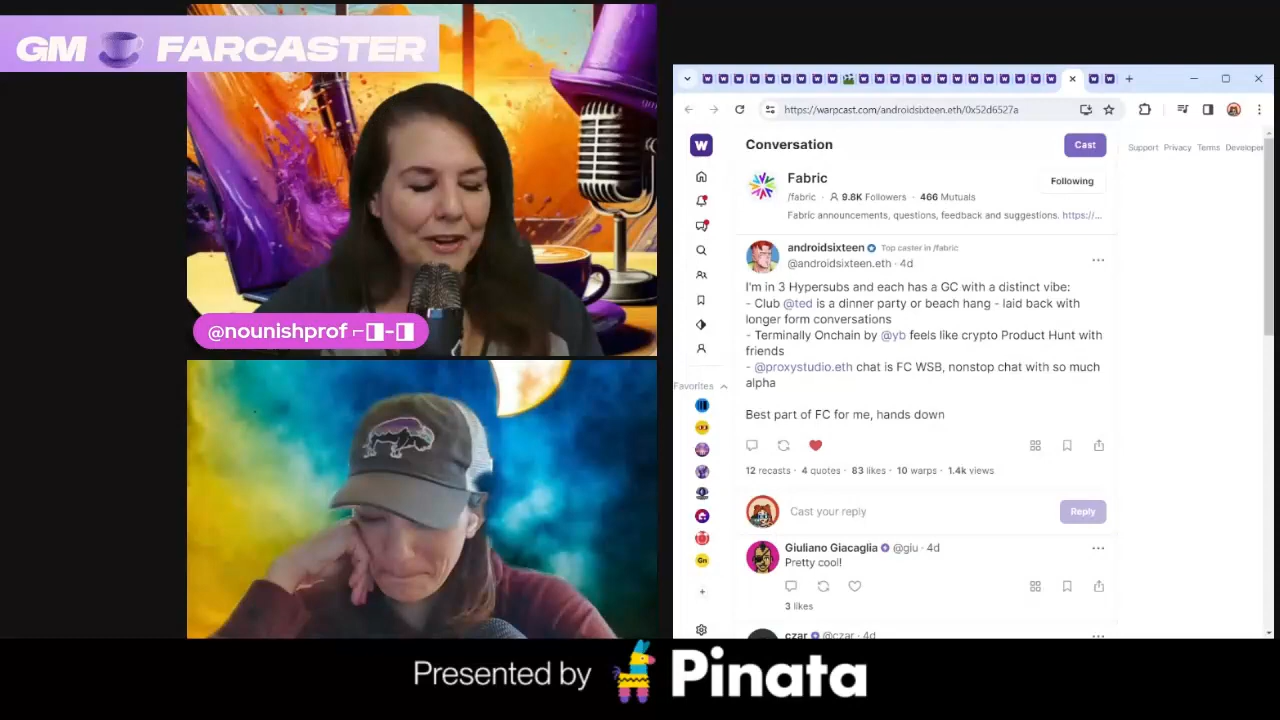 GM FARCASTER
@nounishprof ⌐◨-◨
https://warpcast.com/androidsixteen.eth/0x52d6527a
W
Conversation
Cast
Support Privacy Terms Developer
Fabric
/fabric · 9.8K Followers · 466 Mutuals
Following
Fabric announcements, questions, feedback and suggestions. https://...
androidsixteen Top caster in /fabric
@androidsixteen.eth · 4d
I'm in 3 Hypersubs and each has a GC with a distinct vibe:
- Club @ted is a dinner party or beach hang - laid back with
longer form conversations
- Terminally Onchain by @yb feels like crypto Product Hunt with
friends
- @proxystudio.eth chat is FC WSB, nonstop chat with so much
alpha
Best part of FC for me, hands down
Favorites
12 recasts · 4 quotes · 83 likes · 10 warps · 1.4k views
Cast your reply
Reply
Giuliano Giacaglia @giu · 4d
Pretty cool!
3 likes
czar @czar · 4d
Presented by Pinata